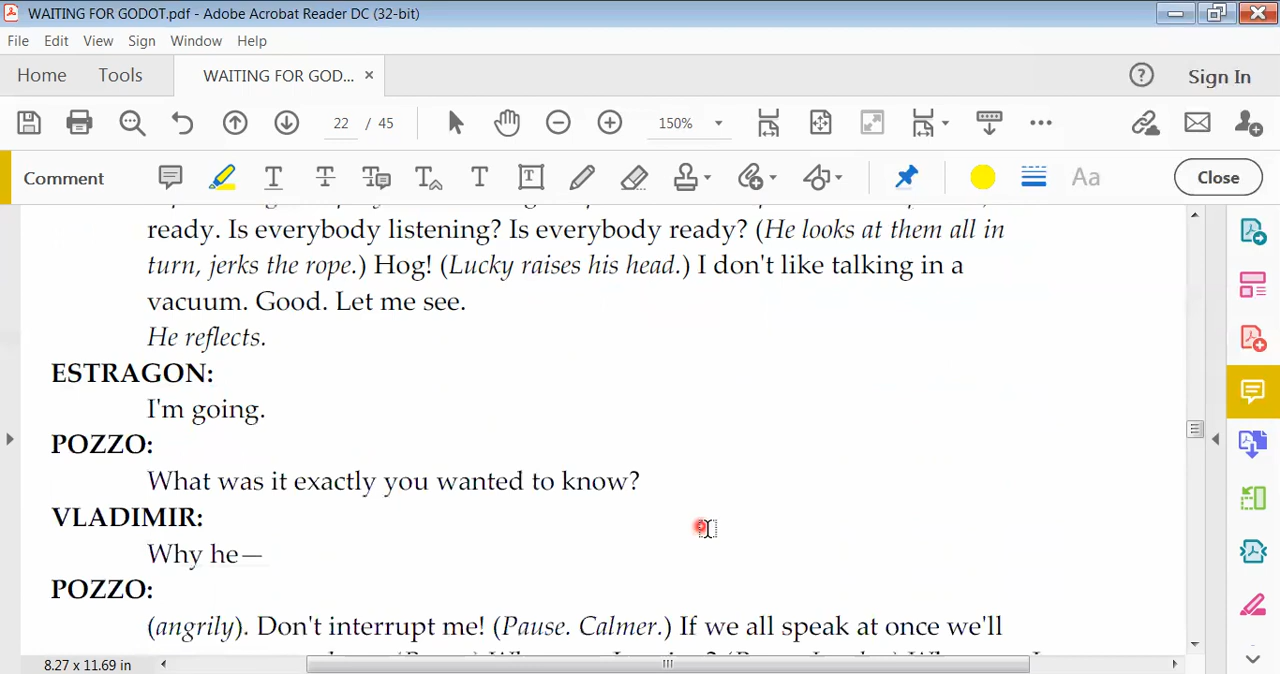 WAITING FOR GODOT.pdf - Adobe Acrobat Reader DC (32-bit)
File Edit View Sign Window Help
Home Tools WAITING FOR GOD... × Sign In
22 / 45 150%
Comment Aa Close
ready. Is everybody listening? Is everybody ready? (He looks at them all in
turn, jerks the rope.) Hog! (Lucky raises his head.) I don't like talking in a
vacuum. Good. Let me see.
He reflects.
ESTRAGON:
I'm going.
POZZO:
What was it exactly you wanted to know?
VLADIMIR:
Why he—
POZZO:
(angrily). Don't interrupt me! (Pause. Calmer.) If we all speak at once we'll
8.27 x 11.69 in